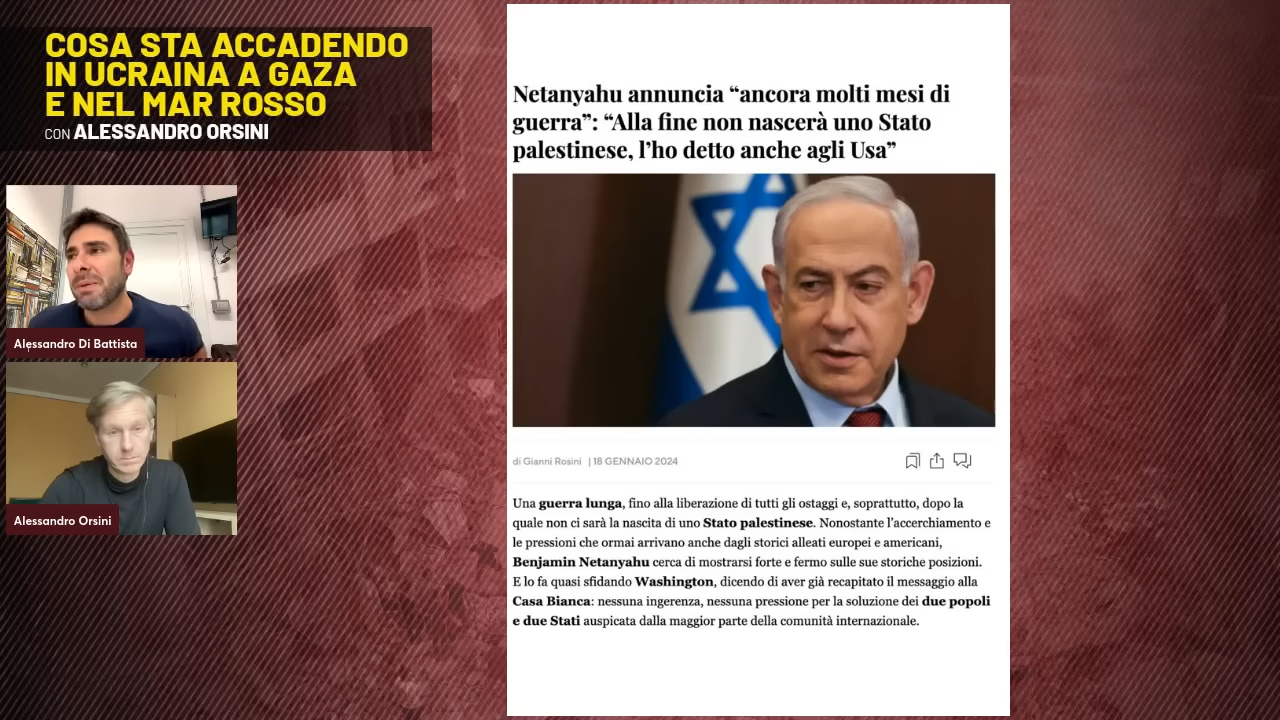 COSA STA ACCADENDO
IN UCRAINA A GAZA
E NEL MAR ROSSO
CON ALESSANDRO ORSINI
Alessandro Di Battista
Alessandro Orsini
Netanyahu annuncia “ancora molti mesi di
guerra”: “Alla fine non nascerà uno Stato
palestinese, l’ho detto anche agli Usa”
di Gianni Rosini | 18 GENNAIO 2024
Una guerra lunga, fino alla liberazione di tutti gli ostaggi e, soprattutto, dopo la
quale non ci sarà la nascita di uno Stato palestinese. Nonostante l’accerchiamento e
le pressioni che ormai arrivano anche dagli storici alleati europei e americani,
Benjamin Netanyahu cerca di mostrarsi forte e fermo sulle sue storiche posizioni.
E lo fa quasi sfidando Washington, dicendo di aver già recapitato il messaggio alla
Casa Bianca: nessuna ingerenza, nessuna pressione per la soluzione dei due popoli
e due Stati auspicata dalla maggior parte della comunità internazionale.